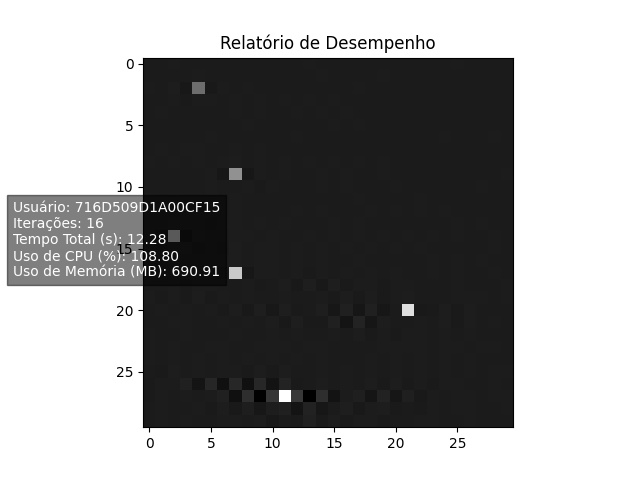 Relatório de Desempenho
0
5
10
15
20
25
Usuário: 716D509D1A00CF15
Iterações: 16
Tempo Total (s): 12.28
Uso de CPU (%): 108.80
Uso de Memória (MB): 690.91
0 5 10 15 20 25